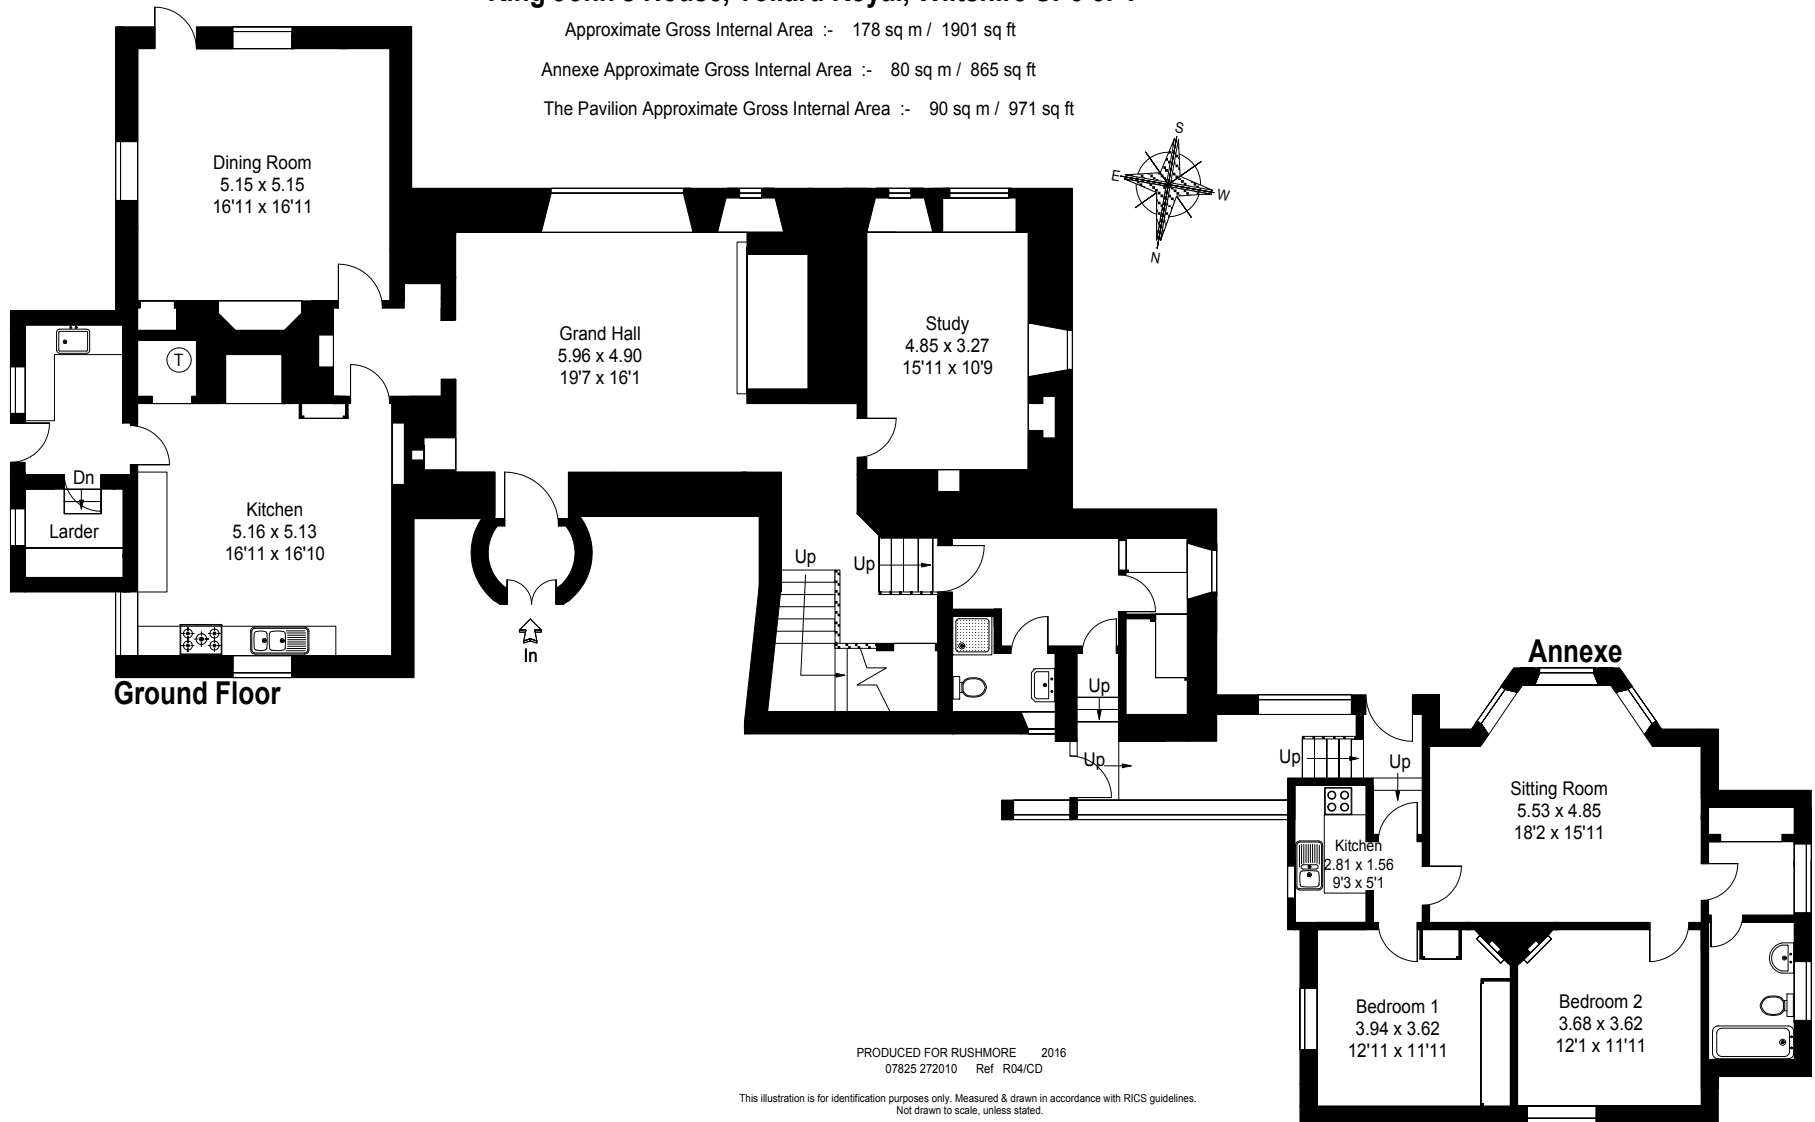 Approximate Gross Internal Area :- 178 sq m / 1901 sq ft
Annexe Approximate Gross Internal Area :- 80 sq m / 865 sq ft
The Pavilion Approximate Gross Internal Area :- 90 sq m / 971 sq ft
S
E
W
N
Dining Room
5.15 x 5.15
16'11 x 16'11
Grand Hall
5.96 x 4.90
19'7 x 16'1
Study
4.85 x 3.27
15'11 x 10'9
T
Dn
Larder
Kitchen
5.16 x 5.13
16'11 x 16'10
Up
Up
In
Ground Floor
Up
Up
Up
Up
Annexe
Sitting Room
5.53 x 4.85
18'2 x 15'11
Kitchen
2.81 x 1.56
9'3 x 5'1
Bedroom 1
3.94 x 3.62
12'11 x 11'11
Bedroom 2
3.68 x 3.62
12'1 x 11'11
PRODUCED FOR RUSHMORE 2016
07825 272010 Ref R04/CD
This illustration is for identification purposes only. Measured & drawn in accordance with RICS guidelines.
Not drawn to scale, unless stated.